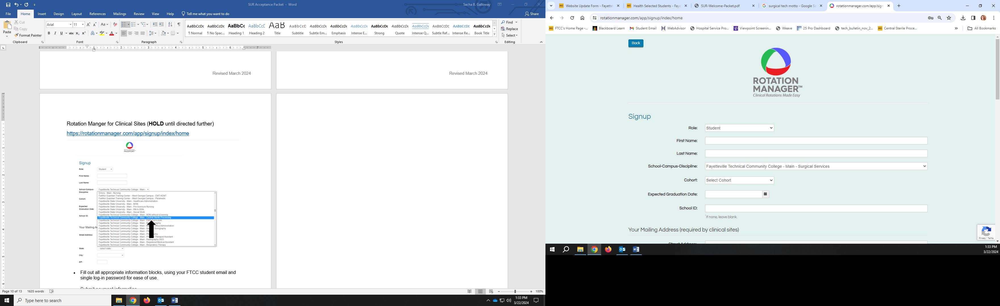 SUR Acceptance Packet - Word
Sacha B. Galloway
File Home Insert Design Layout References Mailings Review View Help Tell me what you want to do
Share
Paste
Cut
Copy
Format Painter
Clipboard
Arial 11
Font
Paragraph
AaBbCcDc AaBbCcDc AaBbCc AaBbCcD AaB AaBbCcD AaBbCcDc AaBbCcDc AaBbCcDc AaBbCcDc AaBbCcDc AaBbCcDc AaBbCcDc AaBbCcDc AaBbCcDc
¶ Normal ¶ No Spac... Heading 1 Heading 2 Title Subtitle Subtle Em... Emphasis Intense E... Strong Quote Intense Q... Subtle Ref... Intense Re... Book Title
Styles
Find
Replace
Select
Editing
Revised March 2024
Revised March 2024
Rotation Manger for Clinical Sites (HOLD until directed further)
https://rotationmanager.com/app/signup/index/home
PASSPORT
Signup
Role: Student
First Name:
Last Name:
School-Campus-Discipline: Fayetteville Technical Community College - Main -
Emory - Main - Nursing
Faithful Guardian Training Center - West Georgia Campus - EMT/AEMT
Faithful Guardian Training Center - West Georgia Campus - Paramedic
Fayetteville State University - Main - Healthcare Administration
Fayetteville State University - Main - MSN
Fayetteville State University - Main - Pre-licensure Nursing
Fayetteville State University - Main - RN to BSN
Fayetteville State University - Main - Social Work
Fayetteville Technical Community College - Main - ADN without screening
Fayetteville Technical Community College - Main - Central Sterile Processing
Fayetteville Technical Community College - Main - EMS Curriculum
Fayetteville Technical Community College - Main -
Fayetteville Technical Community College - Main - Office Administration
Fayetteville Technical Community College - Main -
Fayetteville Technical Community College - Main -
Fayetteville Technical Community College - Main -
Fayetteville Technical Community College - Main - Therapist Assistant
Fayetteville Technical Community College - Main - Radiography 2023
Fayetteville Technical Community College - Main - Registered Medical Assistant
Fayetteville Technical Community College - Main - Respiratory Therapy
Cohort:
Expected Graduation Date:
School ID:
Your Mailing A
Street Address:
State: - select state -
City:
ZIP:
• Fill out all appropriate information blocks, using your FTCC student email and
single log-in password for ease of use.
Page 10 of 13 1635 words
100%
Type here to search
1:33 PM
3/22/2024
Website Update Form - Fayette
Health Selected Students - Faye
SUR-Welcome-Packet.pdf
surgical tech motto - Google Se
rotationmanager.com/app/sign
rotationmanager.com/app/signup/index/home
FTCC's Home Page -... Blackboard Learn Student Email WebAdvisor Hospital Service Pro... Viewpoint Screenin... Weave 25 Pro Dashboard tech_bulletin_nov_2... Central Sterile Proce...
All Bookmarks
Back
ROTATION
MANAGER™
Clinical Rotations Made Easy
Signup
Role: Student
First Name:
Last Name:
School-Campus-Discipline: Fayetteville Technical Community College - Main - Surgical Services
Cohort: Select Cohort
Expected Graduation Date:
School ID:
*If none, leave blank.
Your Mailing Address (required by clinical sites)
Privacy - Terms
1:33 PM
3/22/2024